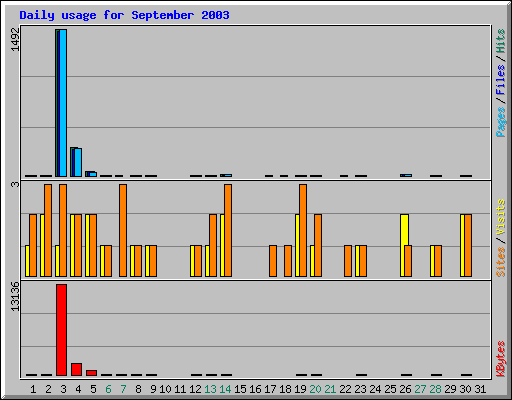 Daily usage for September 2003
1492
3
13136
Pages / Files / Hits
Sites / Visits
KBytes
1 2 3 4 5 6 7 8 9 10 11 12 13 14 15 16 17 18 19 20 21 22 23 24 25 26 27 28 29 30 31